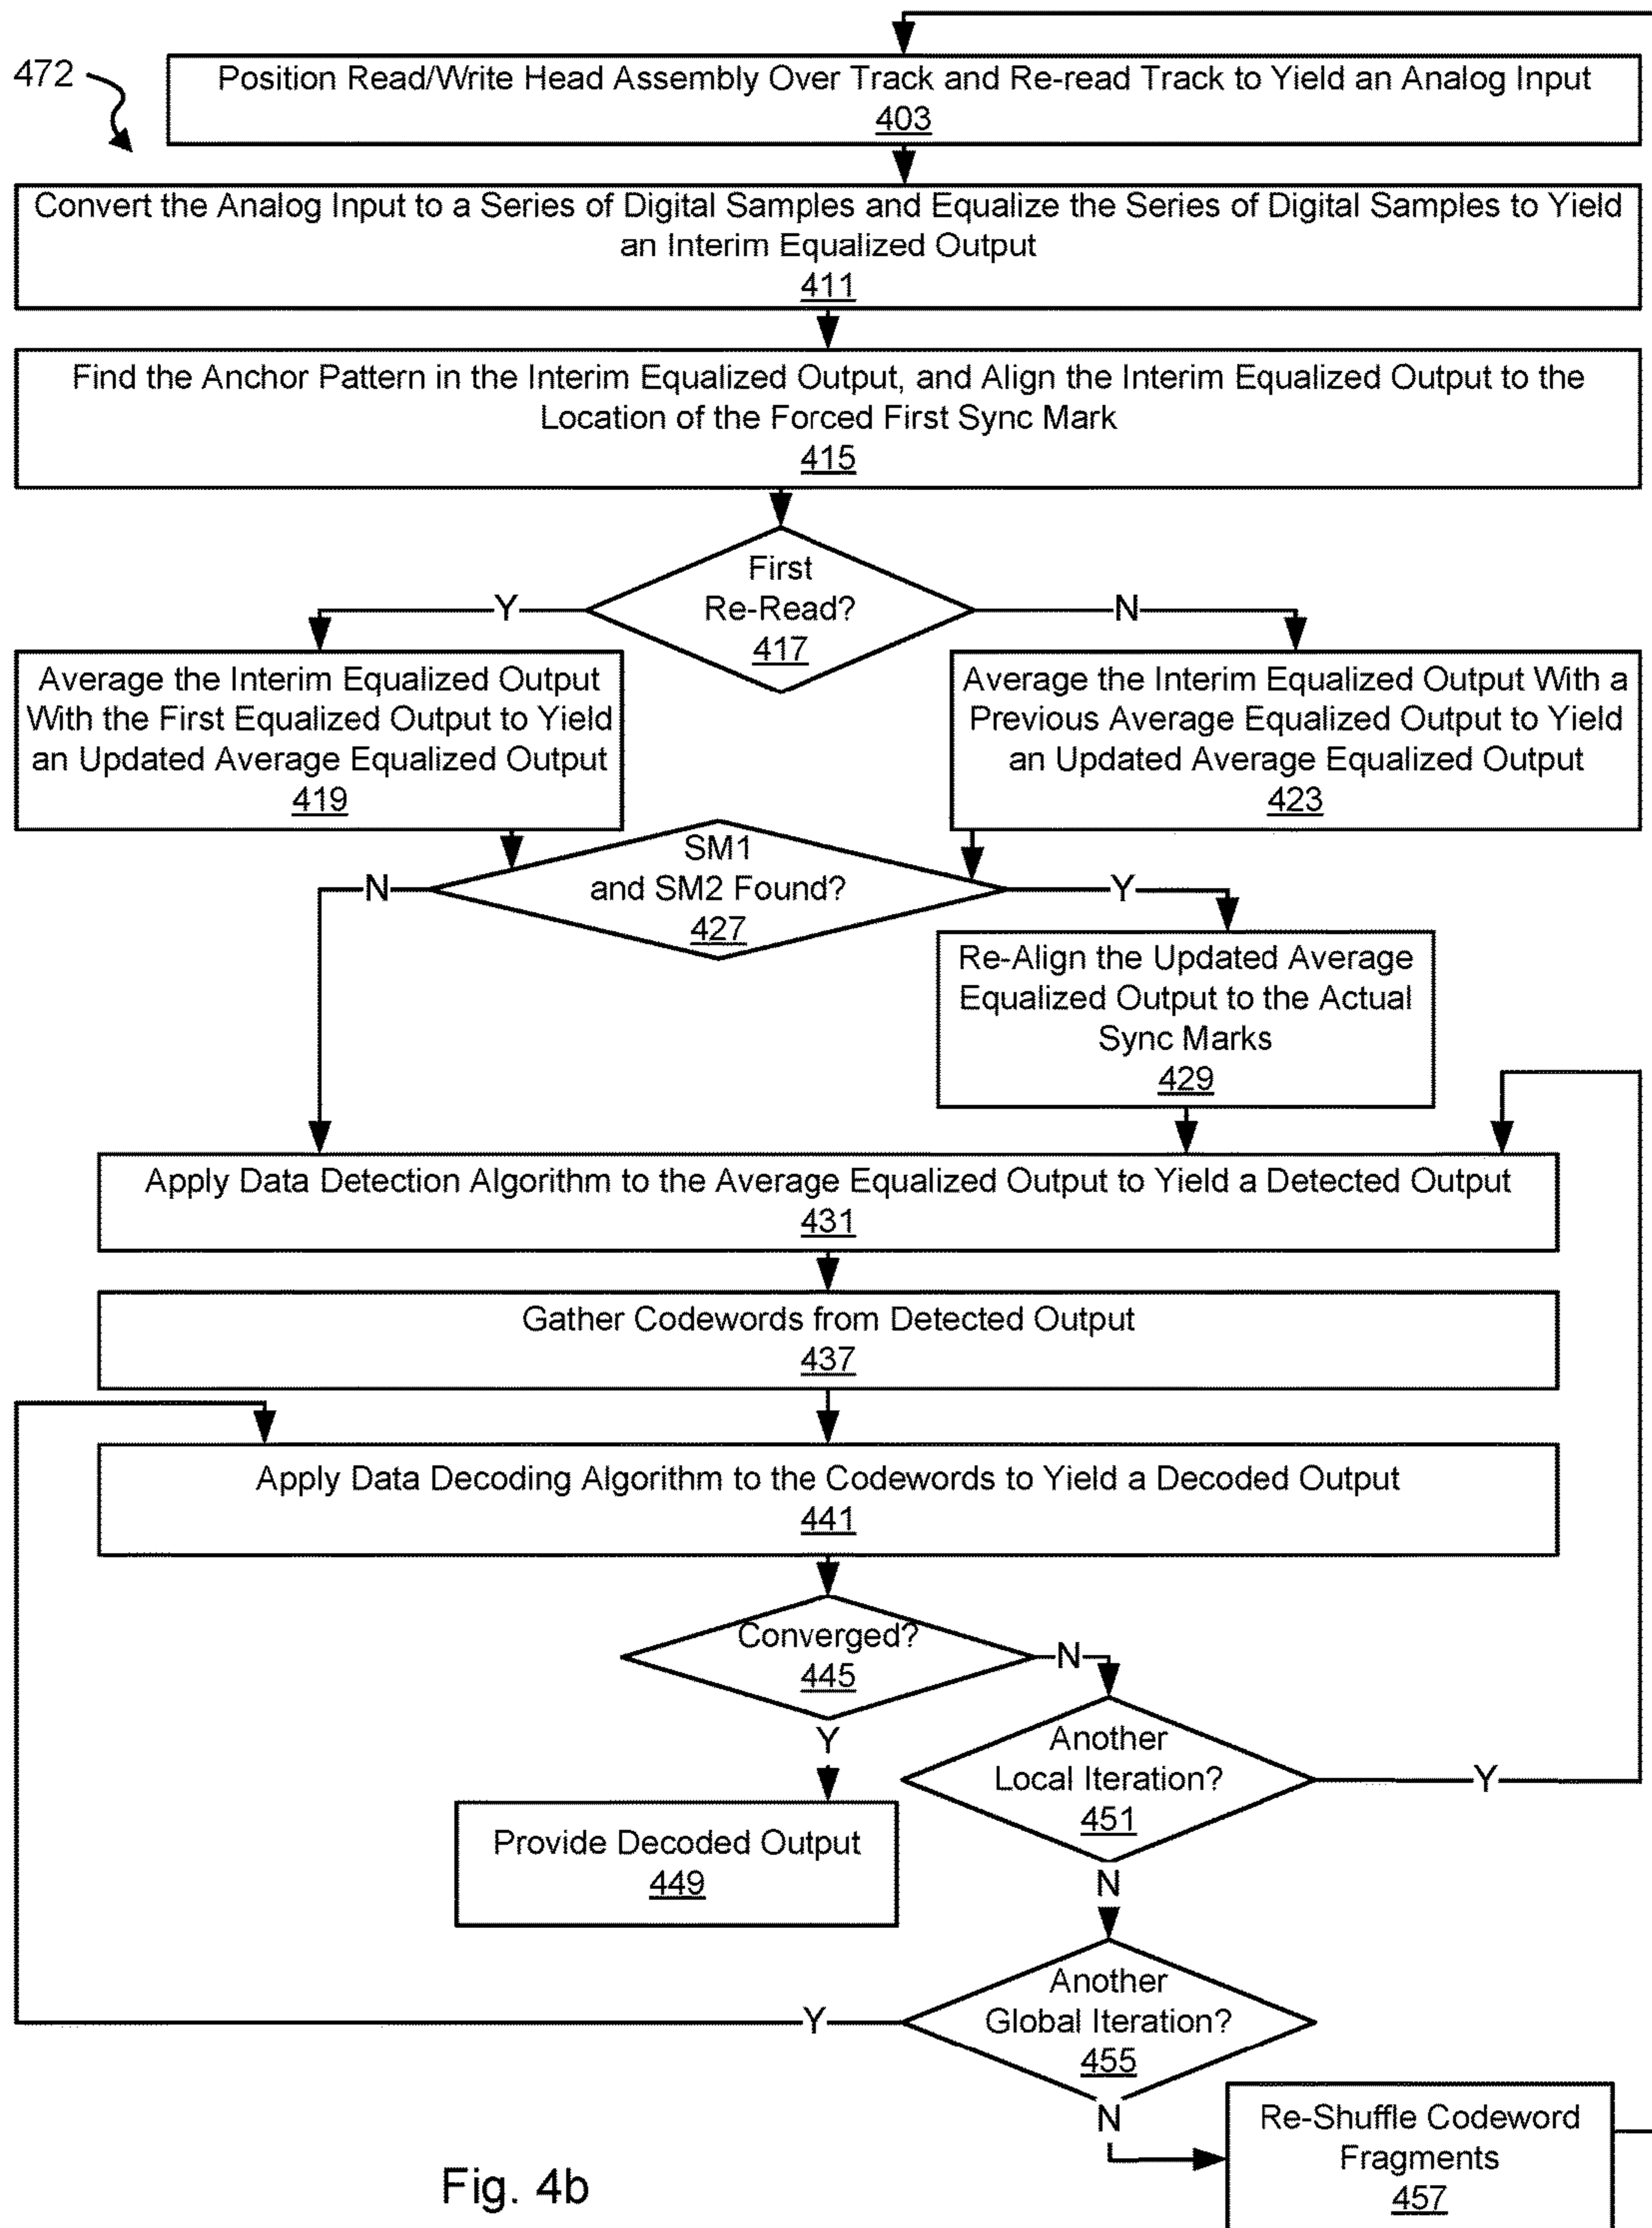 472
Position Read/Write Head Assembly Over Track and Re-read Track to Yield an Analog Input
403
Convert the Analog Input to a Series of Digital Samples and Equalize the Series of Digital Samples to Yield
an Interim Equalized Output
411
Find the Anchor Pattern in the Interim Equalized Output, and Align the Interim Equalized Output to the
Location of the Forced First Sync Mark
415
First
Re-Read?
417
Y
N
Average the Interim Equalized Output
With the First Equalized Output to Yield
an Updated Average Equalized Output
419
Average the Interim Equalized Output With a
Previous Average Equalized Output to Yield
an Updated Average Equalized Output
423
SM1
and SM2 Found?
427
N
Y
Re-Align the Updated Average
Equalized Output to the Actual
Sync Marks
429
Apply Data Detection Algorithm to the Average Equalized Output to Yield a Detected Output
431
Gather Codewords from Detected Output
437
Apply Data Decoding Algorithm to the Codewords to Yield a Decoded Output
441
Converged?
445
N
Y
Another
Local Iteration?
451
Y
Provide Decoded Output
449
N
Another
Global Iteration?
455
Y
N
Re-Shuffle Codeword
Fragments
457
Fig. 4b